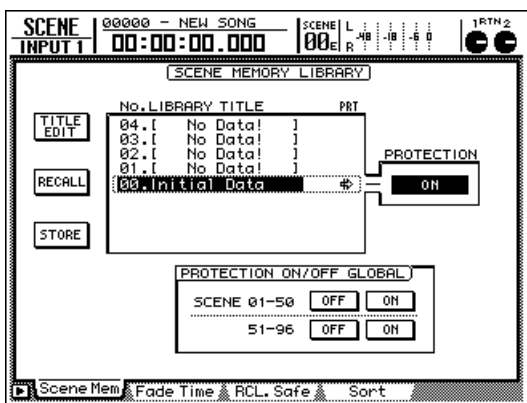 SCENE
INPUT 1
00000 - NEW SONG
00:00:00.000
SCENE
00E
L
R
-48 -18 -6 0
1RTN2
SCENE MEMORY LIBRARY
No.LIBRARY TITLE PRT
04.[ No Data! ]
03.[ No Data! ]
02.[ No Data! ]
01.[ No Data! ]
00.Initial Data
TITLE
EDIT
RECALL
STORE
PROTECTION
ON
PROTECTION ON/OFF GLOBAL
SCENE 01-50 OFF ON
51-96 OFF ON
Scene Mem Fade Time RCL. Safe Sort